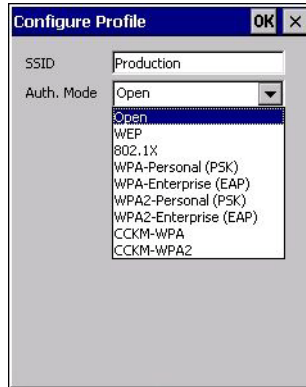 Configure Profile OK ×
SSID Production
Auth. Mode Open
Open
WEP
802.1X
WPA-Personal (PSK)
WPA-Enterprise (EAP)
WPA2-Personal (PSK)
WPA2-Enterprise (EAP)
CCKM-WPA
CCKM-WPA2